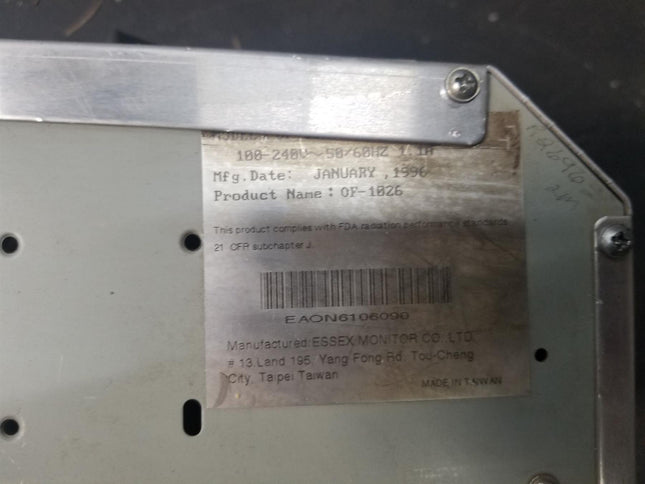 100-240V~50/60HZ 1.1A
Mfg.Date: JANUARY ,1996
Product Name: OF-1026
This product complies with FDA radiation performance standards
21 CFR subchapter J.
EAON6106090
Manufactured: ESSEX MONITOR CO. LTD.
# 13, Land 195, Yang Fong Rd, Tou-Cheng
City, Taipei Taiwan
MADE IN TAIWAN